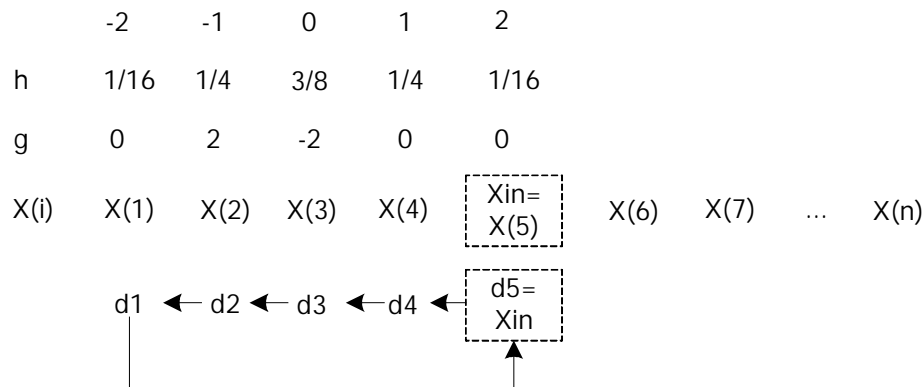 -2 -1 0 1 2
h 1/16 1/4 3/8 1/4 1/16
g 0 2 -2 0 0
X(i) X(1) X(2) X(3) X(4) Xin= X(5) X(6) X(7) ... X(n)
d1 d2 d3 d4 d5= Xin